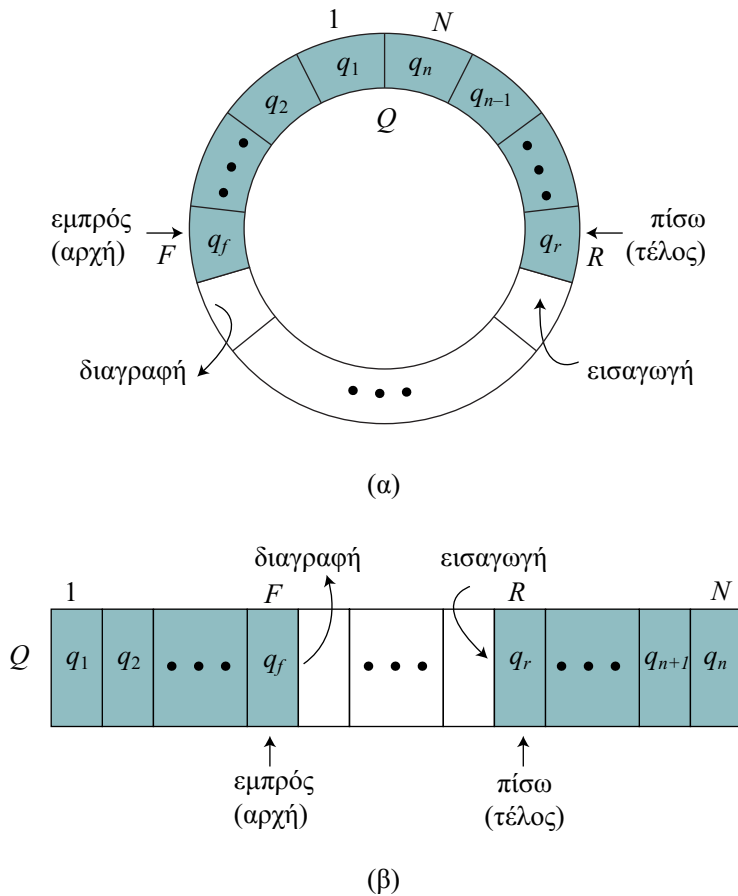 1 N
q1 qn
q2 qn–1
Q
εμπρός
(αρχή) F qf
qr R πίσω
(τέλος)
διαγραφή εισαγωγή
(α)
διαγραφή εισαγωγή
1 F R N
Q q1 q2 qf qr qn+1 qn
εμπρός πίσω
(αρχή) (τέλος)
(β)